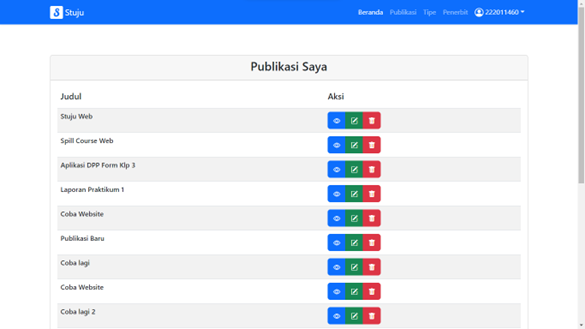 Stuju
Beranda Publikasi Tipe Penerbit 222011460
Publikasi Saya
Judul Aksi
Stuju Web
Spill Course Web
Aplikasi DPP Form Klp 3
Laporan Praktikum 1
Coba Website
Publikasi Baru
Coba lagi
Coba Website
Coba lagi 2